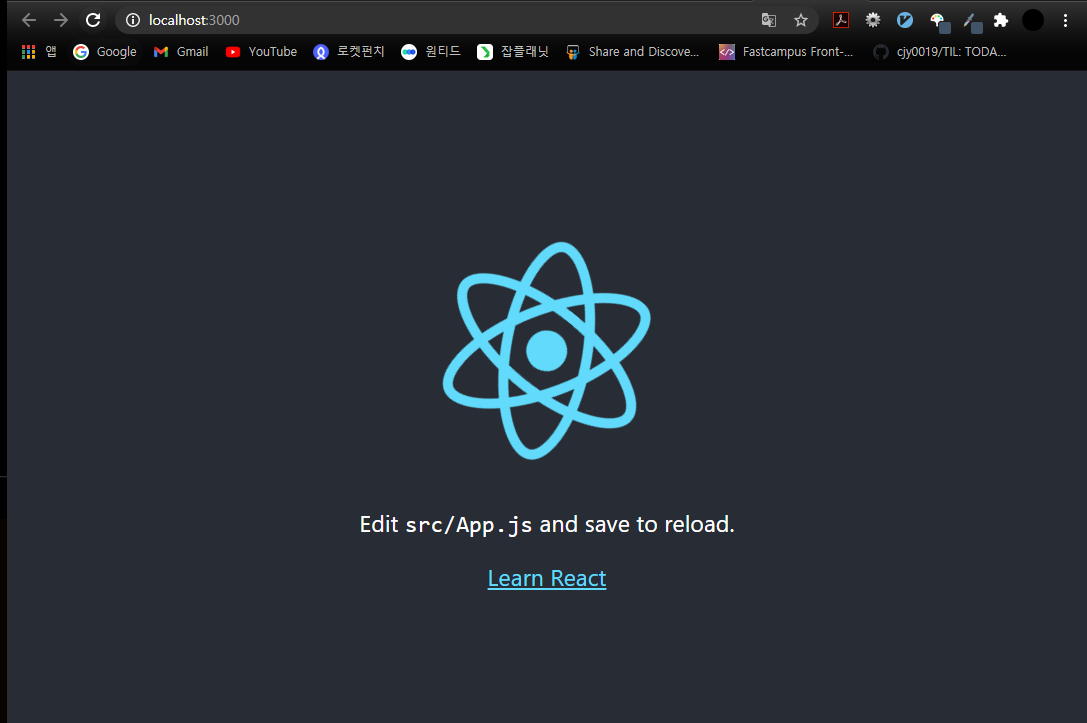 localhost:3000
앱 Google Gmail YouTube 로켓펀치 원티드 잡플래닛 Share and Discove... Fastcampus Front-... cjy0019/TIL: TODA...
Edit src/App.js and save to reload.
Learn React